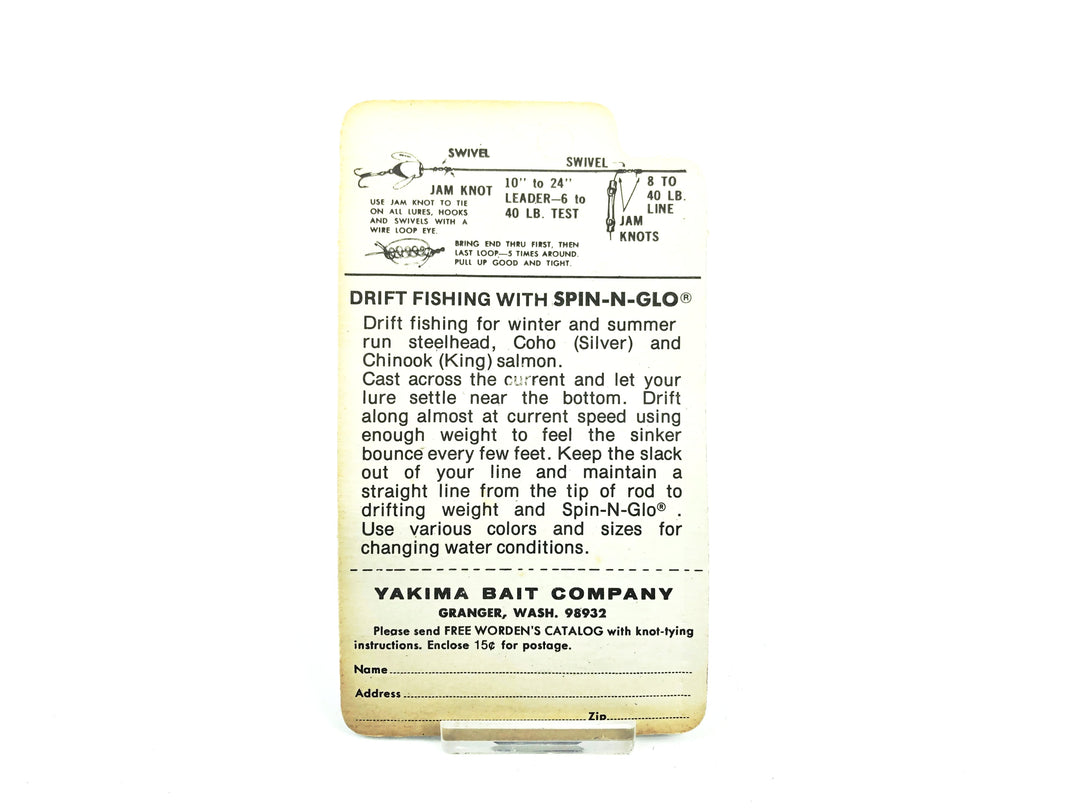 SWIVEL
SWIVEL
JAM KNOT
10" to 24"
LEADER—6 to
40 LB. TEST
8 TO
40 LB.
LINE
JAM
KNOTS
USE JAM KNOT TO TIE
ON ALL LURES, HOOKS
AND SWIVELS WITH A
WIRE LOOP EYE.
BRING END THRU FIRST, THEN
LAST LOOP—5 TIMES AROUND.
PULL UP GOOD AND TIGHT.
DRIFT FISHING WITH SPIN-N-GLO®
Drift fishing for winter and summer
run steelhead, Coho (Silver) and
Chinook (King) salmon.
Cast across the current and let your
lure settle near the bottom. Drift
along almost at current speed using
enough weight to feel the sinker
bounce every few feet. Keep the slack
out of your line and maintain a
straight line from the tip of rod to
drifting weight and Spin-N-Glo® .
Use various colors and sizes for
changing water conditions.
YAKIMA BAIT COMPANY
GRANGER, WASH. 98932
Please send FREE WORDEN'S CATALOG with knot-tying
instructions. Enclose 15¢ for postage.
Name
Address
Zip